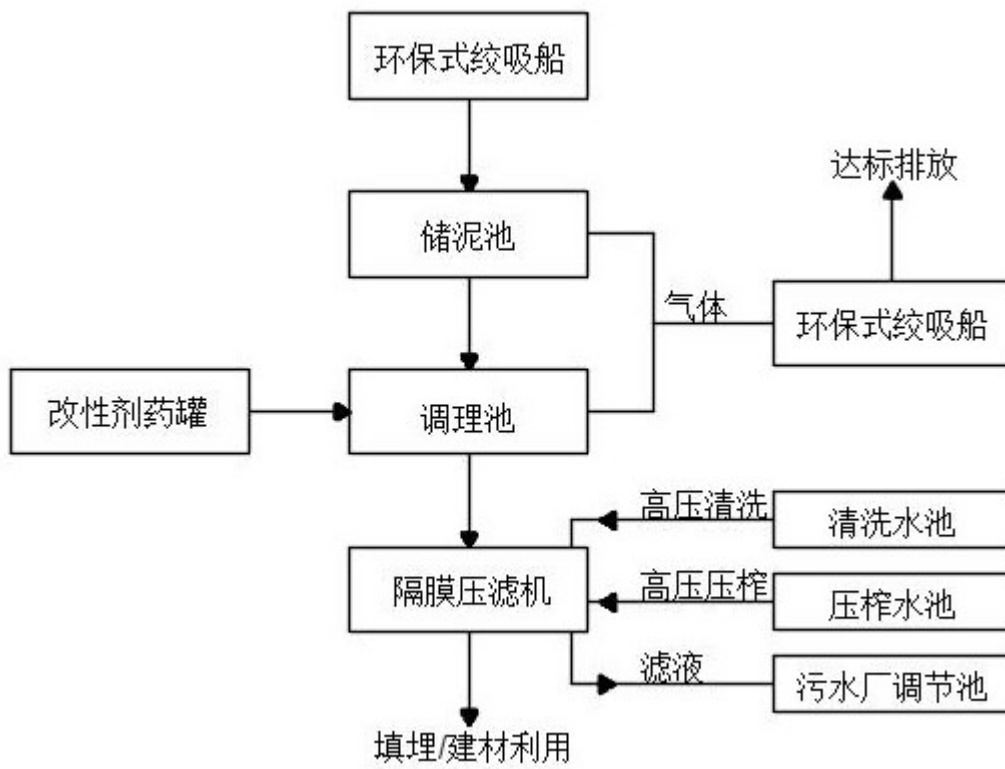 环保式绞吸船
达标排放
储泥池
气体
环保式绞吸船
改性剂药罐
调理池
高压清洗
清洗水池
隔膜压滤机
高压压榨
压榨水池
滤液
污水厂调节池
填埋/建材利用